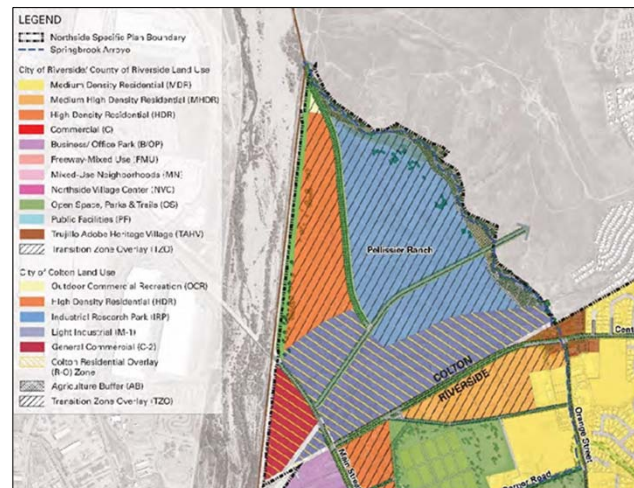 LEGEND
Northside Specific Plan Boundary
Springbrook Arroyo
City of Riverside/ County of Riverside Land Use
Medium Density Residential (MDR)
Medium High Density Residential (MHDR)
High Density Residential (HDR)
Commercial (C)
Business/ Office Park (B/OP)
Freeway-Mixed Use (FMU)
Mixed-Use Neighborhoods (MN)
Northside Village Center (NVC)
Open Space, Parks & Trails (OS)
Public Facilities (PF)
Trujillo Adobe Heritage Village (TAHV)
Transition Zone Overlay (TZO)
City of Colton Land Use
Outdoor Commercial Recreation (OCR)
High Density Residential (HDR)
Industrial Research Park (IRP)
Light Industrial (M-1)
General Commercial (C-2)
Colton Residential Overlay
(R-O) Zone
Agriculture Buffer (AB)
Transition Zone Overlay (TZO)
Pellissier Ranch
COLTON
RIVERSIDE
Cent
Orange Street
Main Stre
Road